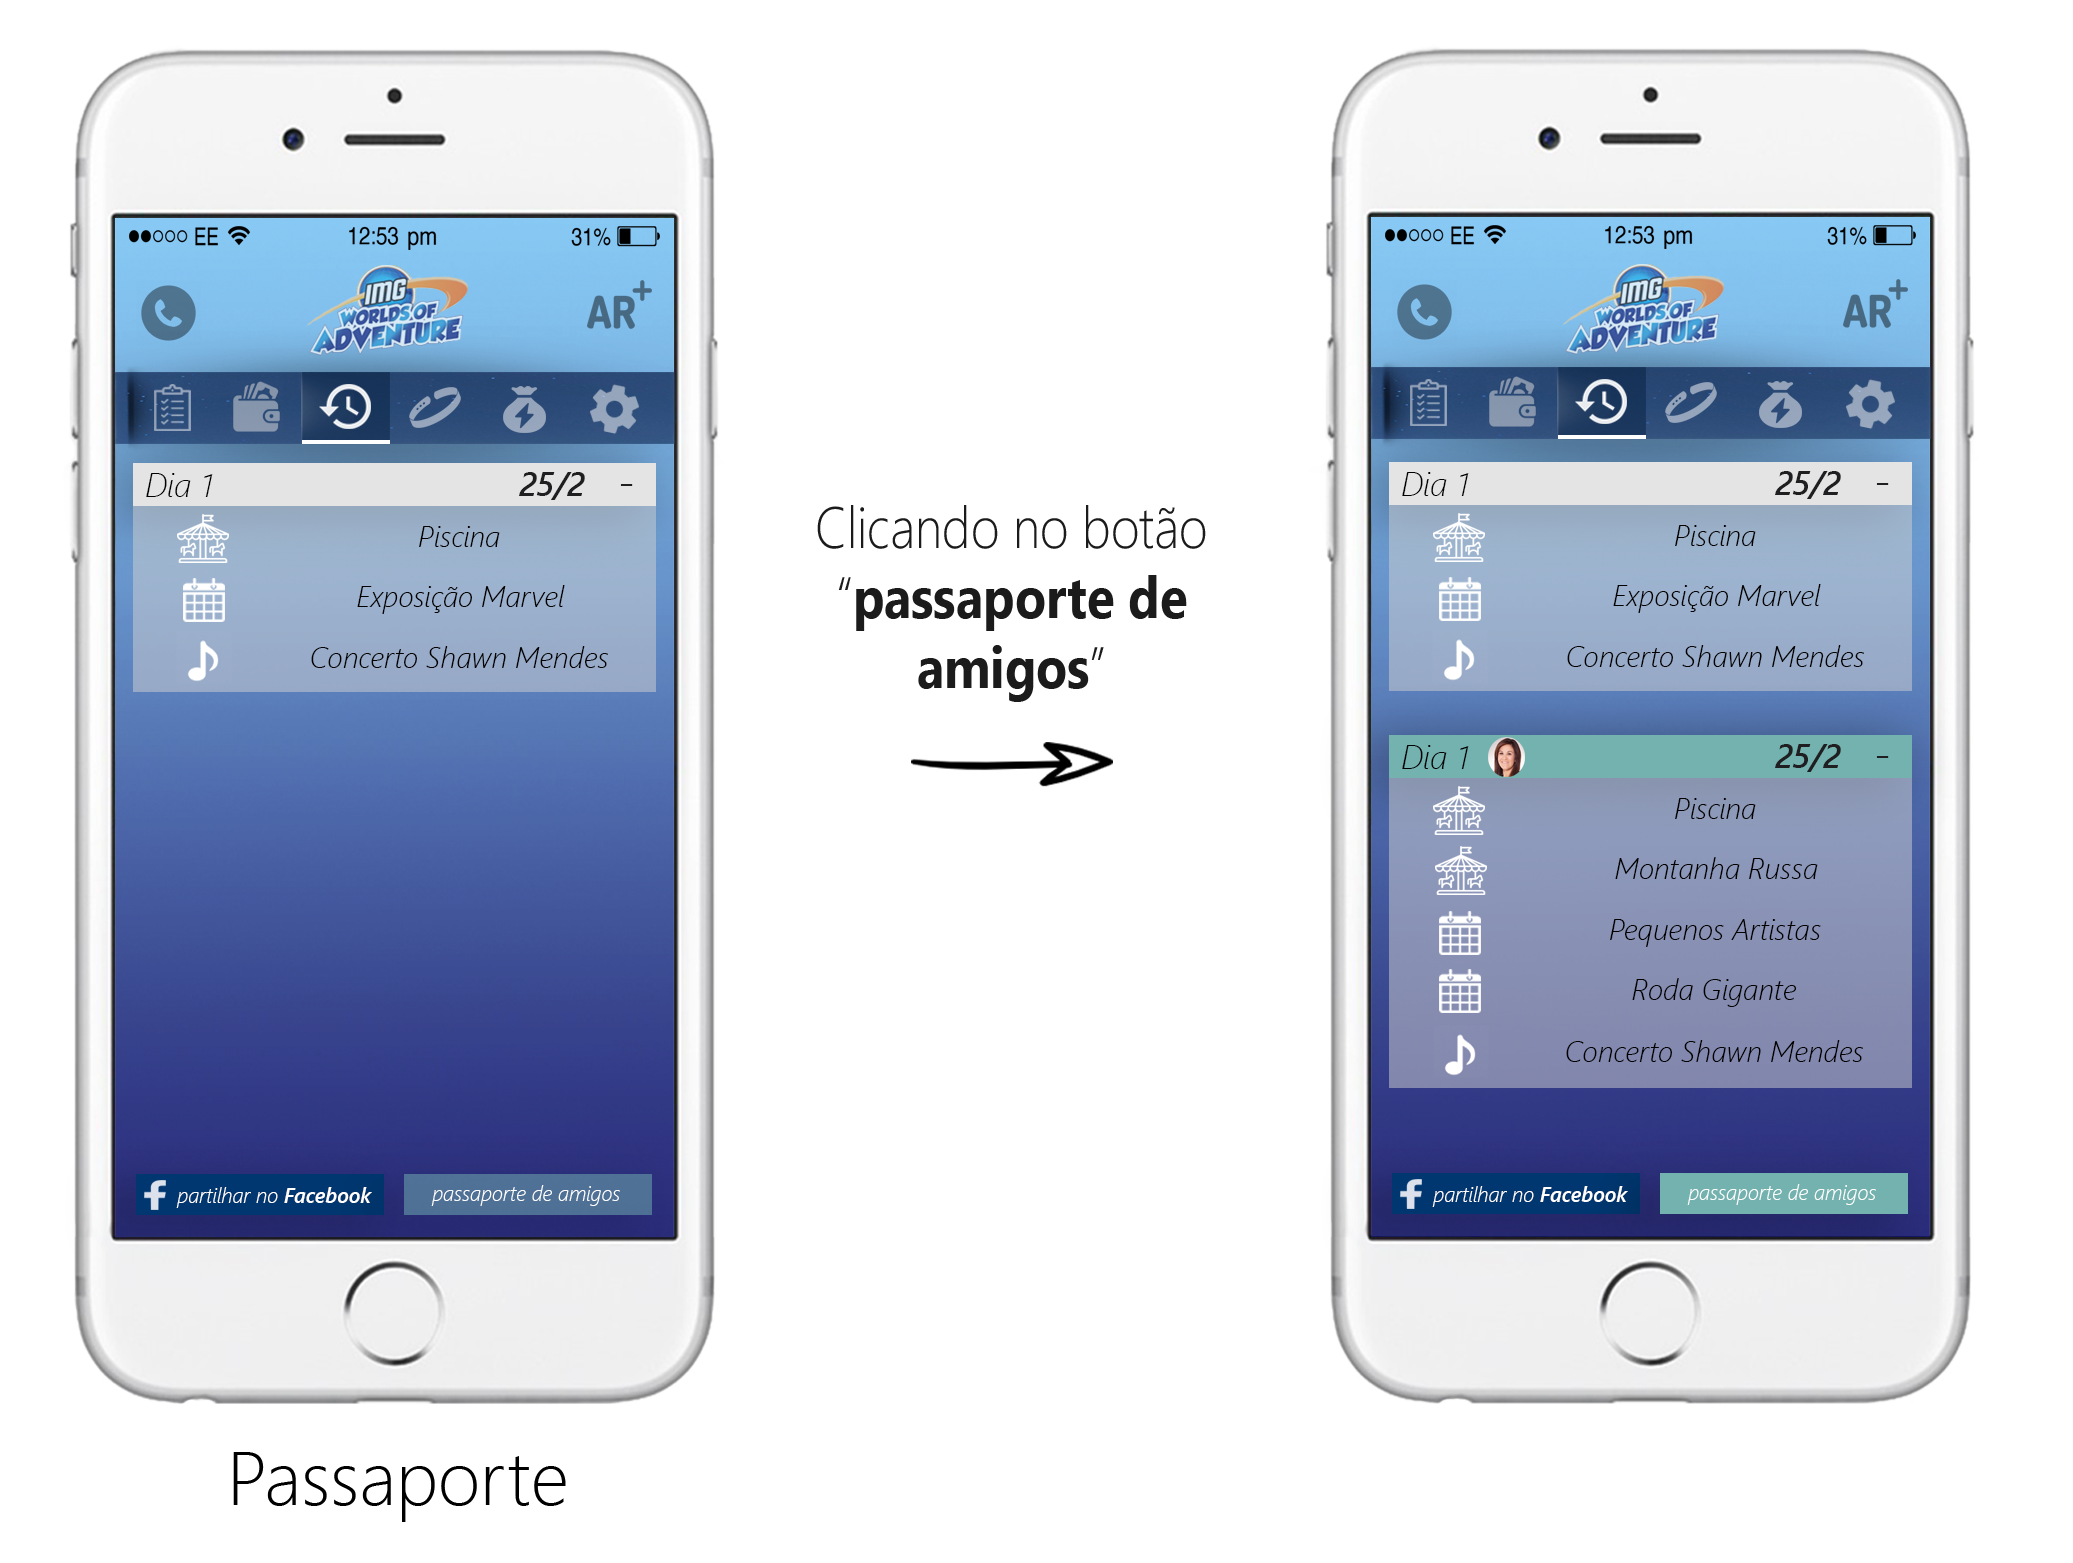 ●●○○○ EE 12:53 pm 31%
IMG
WORLDS OF
ADVENTURE
AR+
Dia 1 25/2 -
Piscina
Exposição Marvel
Concerto Shawn Mendes
partilhar no Facebook passaporte de amigos
Passaporte
Clicando no botão
“passaporte de
amigos”
●●○○○ EE 12:53 pm 31%
IMG
WORLDS OF
ADVENTURE
AR+
Dia 1 25/2 -
Piscina
Exposição Marvel
Concerto Shawn Mendes
Dia 1 25/2 -
Piscina
Montanha Russa
Pequenos Artistas
Roda Gigante
Concerto Shawn Mendes
partilhar no Facebook passaporte de amigos